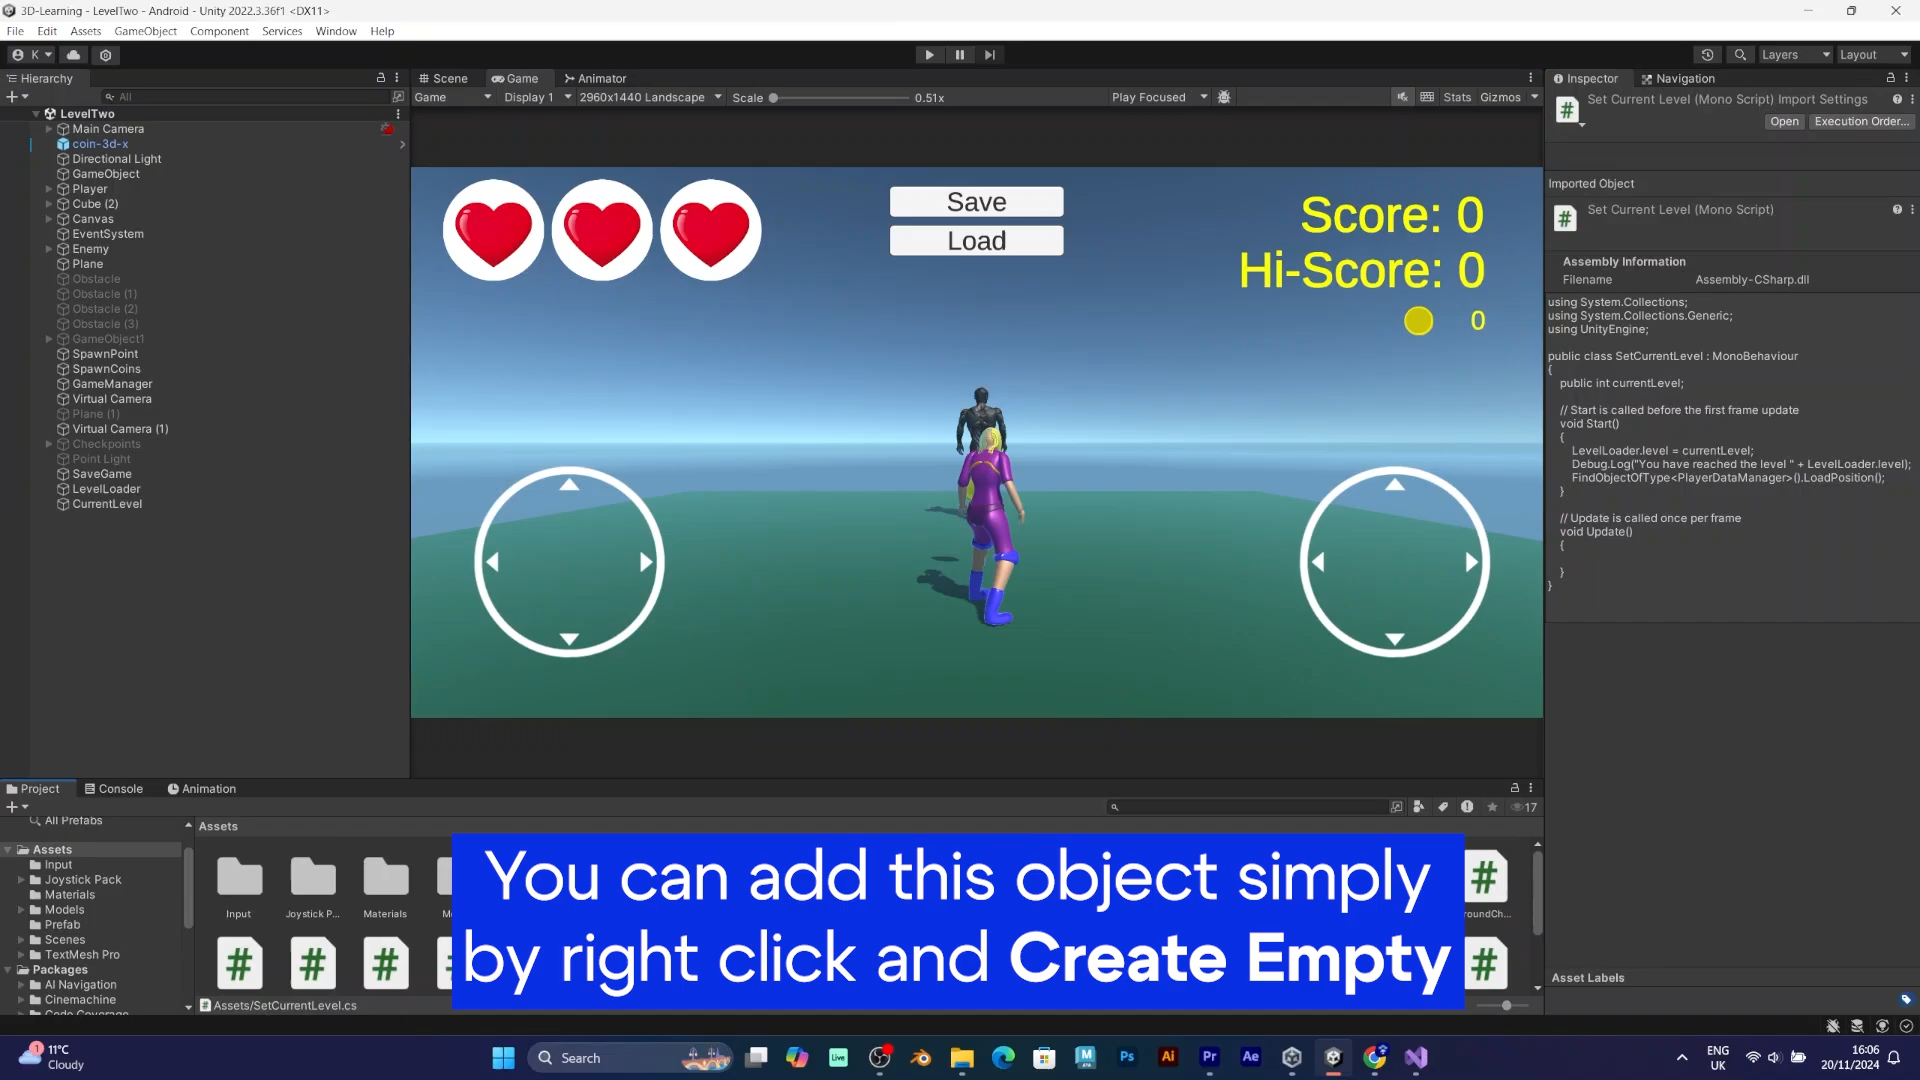 3D-Learning - LevelTwo - Android - Unity 2022.3.36f1 <DX11>
File Edit Assets GameObject Component Services Window Help
K
Layers
Layout
Hierarchy
All
LevelTwo
Main Camera
coin-3d-x
Directional Light
GameObject
Player
Cube (2)
Canvas
EventSystem
Enemy
Plane
Obstacle
Obstacle (1)
Obstacle (2)
Obstacle (3)
GameObject1
SpawnPoint
SpawnCoins
GameManager
Virtual Camera
Plane (1)
Virtual Camera (1)
Checkpoints
Point Light
SaveGame
LevelLoader
CurrentLevel
Scene Game Animator
Game Display 1 2960x1440 Landscape Scale 0.51x Play Focused Stats Gizmos
Save
Load
Score: 0
Hi-Score: 0
0
Inspector Navigation
Set Current Level (Mono Script) Import Settings
Open Execution Order...
Imported Object
Set Current Level (Mono Script)
Assembly Information
Filename Assembly-CSharp.dll
using System.Collections;
using System.Collections.Generic;
using UnityEngine;
public class SetCurrentLevel : MonoBehaviour
{
public int currentLevel;
// Start is called before the first frame update
void Start()
{
LevelLoader.level = currentLevel;
Debug.Log("You have reached the level " + LevelLoader.level);
FindObjectOfType<PlayerDataManager>().LoadPosition();
}
// Update is called once per frame
void Update()
{
}
}
Asset Labels
Project Console Animation
17
All Prefabs
Assets
Input
Joystick Pack
Materials
Models
Prefab
Scenes
TextMesh Pro
Packages
AI Navigation
Cinemachine
Code Coverage
Assets
Input
Joystick P...
Materials
roundCh...
Assets/SetCurrentLevel.cs
You can add this object simply
by right click and Create Empty
1
11°C
Cloudy
Search
Live
Ps
Ai
Pr
Ae
ENG
UK
16:06
20/11/2024